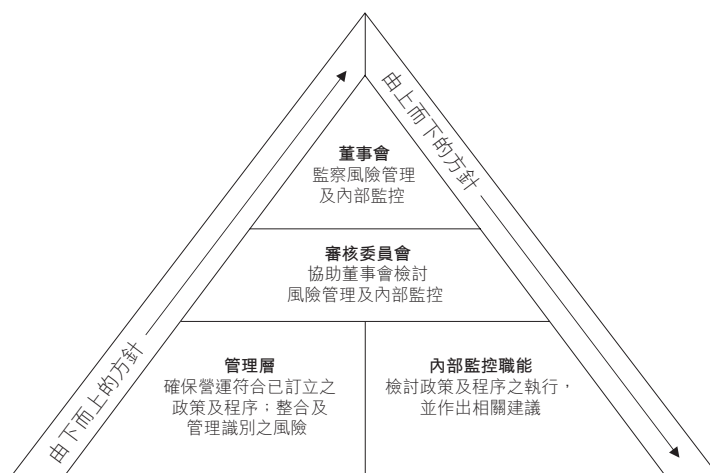 由上而下的方針
董事會
監察風險管理
及內部監控
審核委員會
協助董事會檢討
風險管理及內部監控
由下而上的方針
管理層
確保營運符合已訂立之
政策及程序；整合及
管理識別之風險
內部監控職能
檢討政策及程序之執行，
並作出相關建議